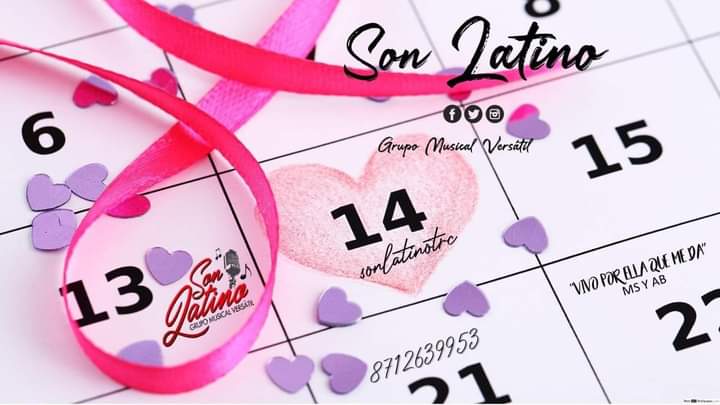 Son Latino
Grupo Musical Versátil
6
15
14
sonlatinotrc
13
Son
Latino
GRUPO MUSICAL VERSÁTIL
"VIVO POR ELLA QUE ME DA"
MS Y AB
8712639953
21